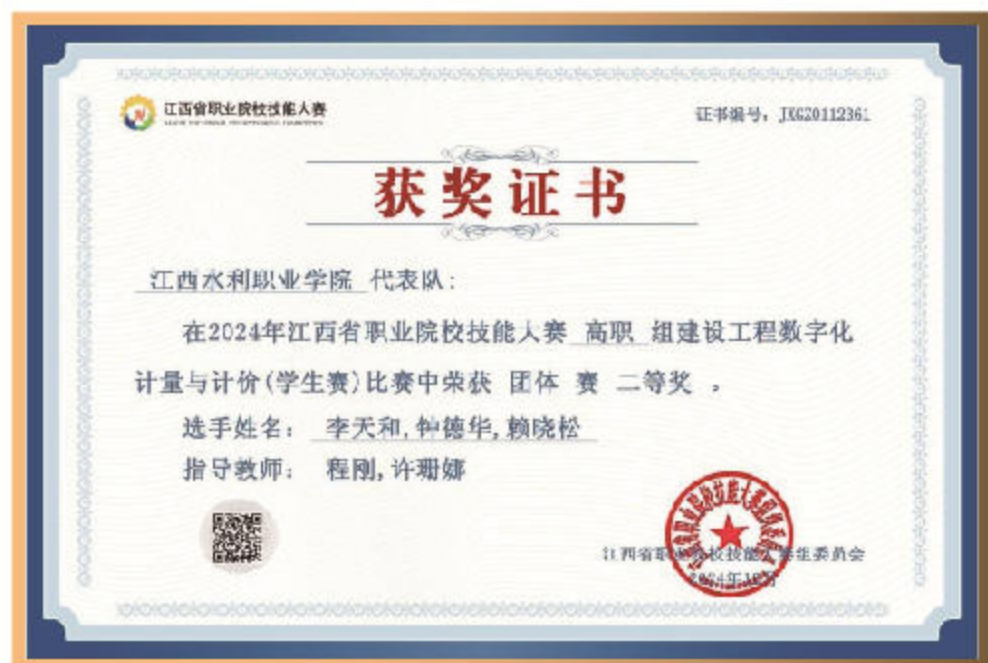 江西省职业院校技能大赛
证书编号：JXG20112361
获奖证书
江西水利职业学院 代表队：
在2024年江西省职业院校技能大赛 高职 组建设工程数字化
计量与计价(学生赛)比赛中荣获 团体 赛 二等奖 。
选手姓名： 李天和,钟德华,赖晓松
指导教师： 程刚,许珊娜
江西省职业院校技能大赛组委员会